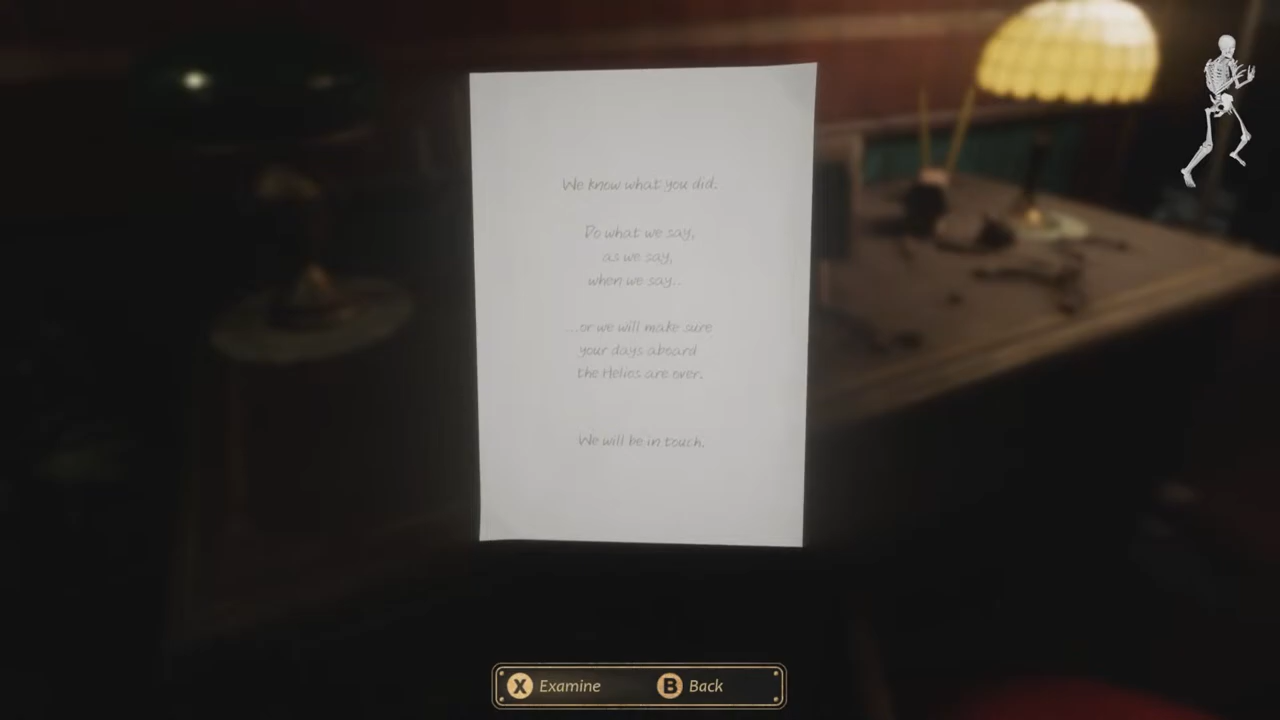 We know what you did.
Do what we say,
as we say,
when we say..
...or we will make sure
your days aboard
the Helios are over.
We will be in touch.
X Examine B Back